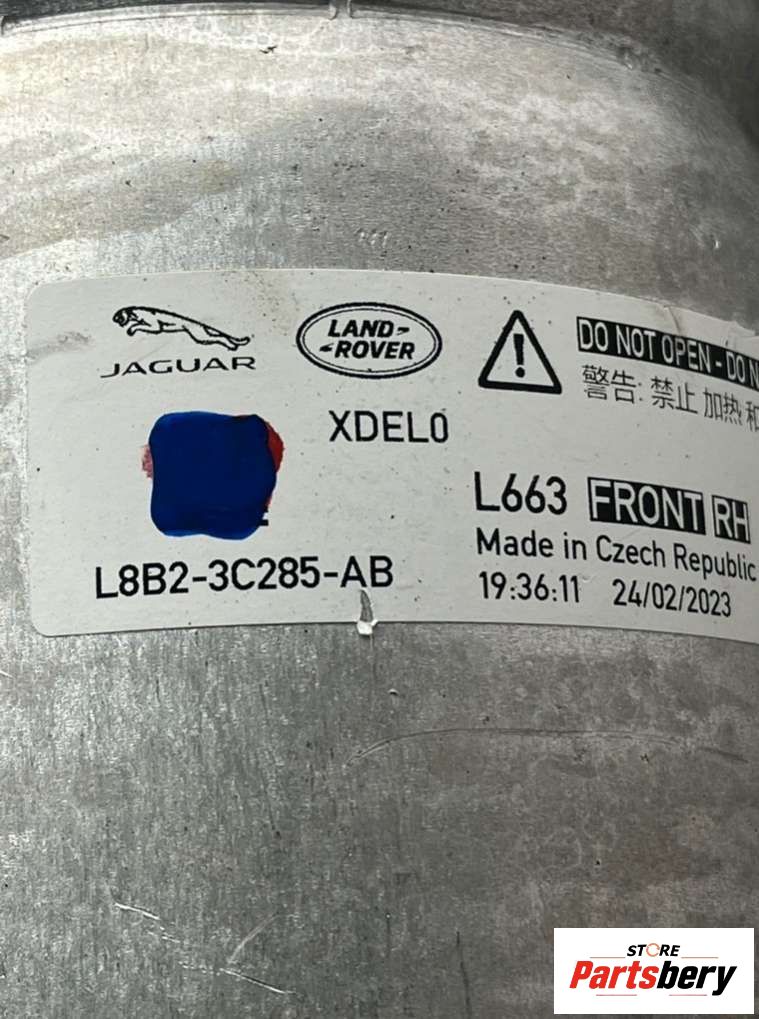 JAGUAR
LAND-
-ROVER
DO NOT OPEN - DO
警告: 禁止 加热
XDEL0
L663 FRONT RH
Made in Czech Republic
L8B2-3C285-AB
19:36:11 24/02/2023
STORE
Partsbery